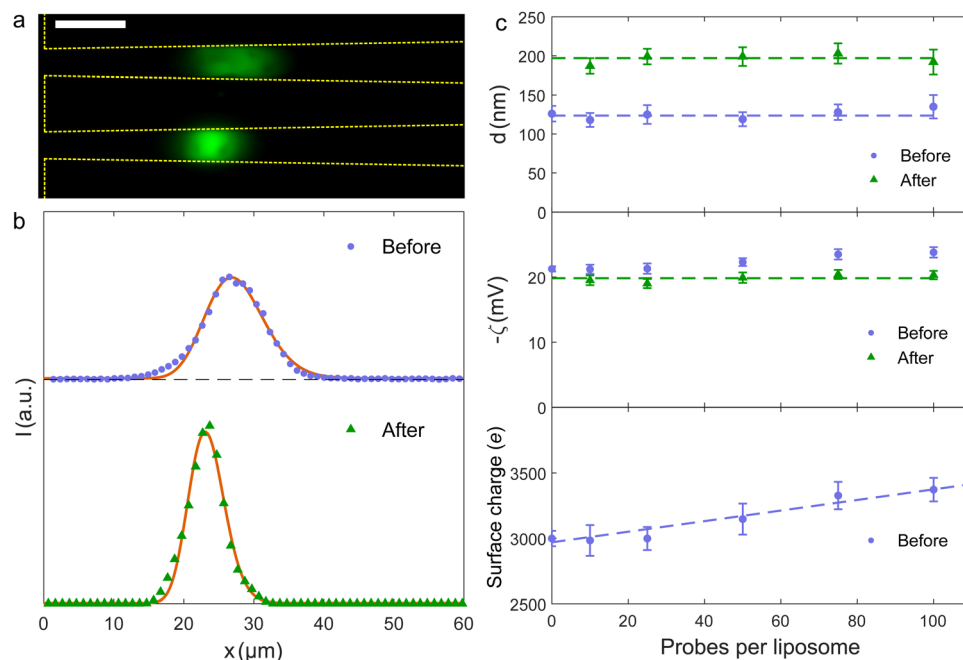 a
b
Before
After
I (a.u.)
0 10 20 30 40 50 60
x (μm)
c
250
200
150
100
50
0
d (nm)
Before
After
20
10
0
-ζ (mV)
Before
After
3500
3000
2500
Surface charge (e)
Before
0 20 40 60 80 100
Probes per liposome